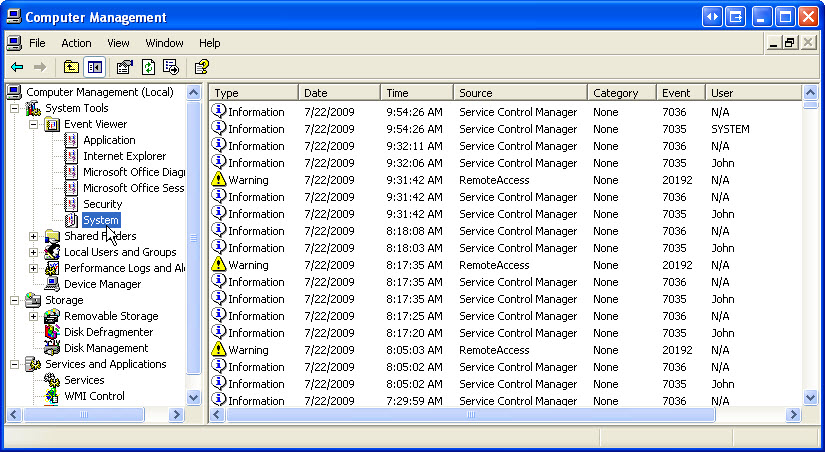 Computer Management
File Action View Window Help
Computer Management (Local)
System Tools
Event Viewer
Application
Internet Explorer
Microsoft Office Diagr
Microsoft Office Sess
Security
System
Shared Folders
Local Users and Groups
Performance Logs and Al
Device Manager
Storage
Removable Storage
Disk Defragmenter
Disk Management
Services and Applications
Services
WMI Control
Type Date Time Source Category Event User
Information 7/22/2009 9:54:26 AM Service Control Manager None 7036 N/A
Information 7/22/2009 9:54:26 AM Service Control Manager None 7035 SYSTEM
Information 7/22/2009 9:32:11 AM Service Control Manager None 7036 N/A
Information 7/22/2009 9:32:06 AM Service Control Manager None 7035 John
Warning 7/22/2009 9:31:42 AM RemoteAccess None 20192 N/A
Information 7/22/2009 9:31:42 AM Service Control Manager None 7036 N/A
Information 7/22/2009 9:31:42 AM Service Control Manager None 7035 John
Information 7/22/2009 8:18:08 AM Service Control Manager None 7036 N/A
Information 7/22/2009 8:18:03 AM Service Control Manager None 7035 John
Warning 7/22/2009 8:17:35 AM RemoteAccess None 20192 N/A
Information 7/22/2009 8:17:35 AM Service Control Manager None 7036 N/A
Information 7/22/2009 8:17:35 AM Service Control Manager None 7035 John
Information 7/22/2009 8:17:25 AM Service Control Manager None 7036 N/A
Information 7/22/2009 8:17:20 AM Service Control Manager None 7035 John
Warning 7/22/2009 8:05:03 AM RemoteAccess None 20192 N/A
Information 7/22/2009 8:05:02 AM Service Control Manager None 7036 N/A
Information 7/22/2009 8:05:02 AM Service Control Manager None 7035 John
Information 7/22/2009 7:29:59 AM Service Control Manager None 7036 N/A